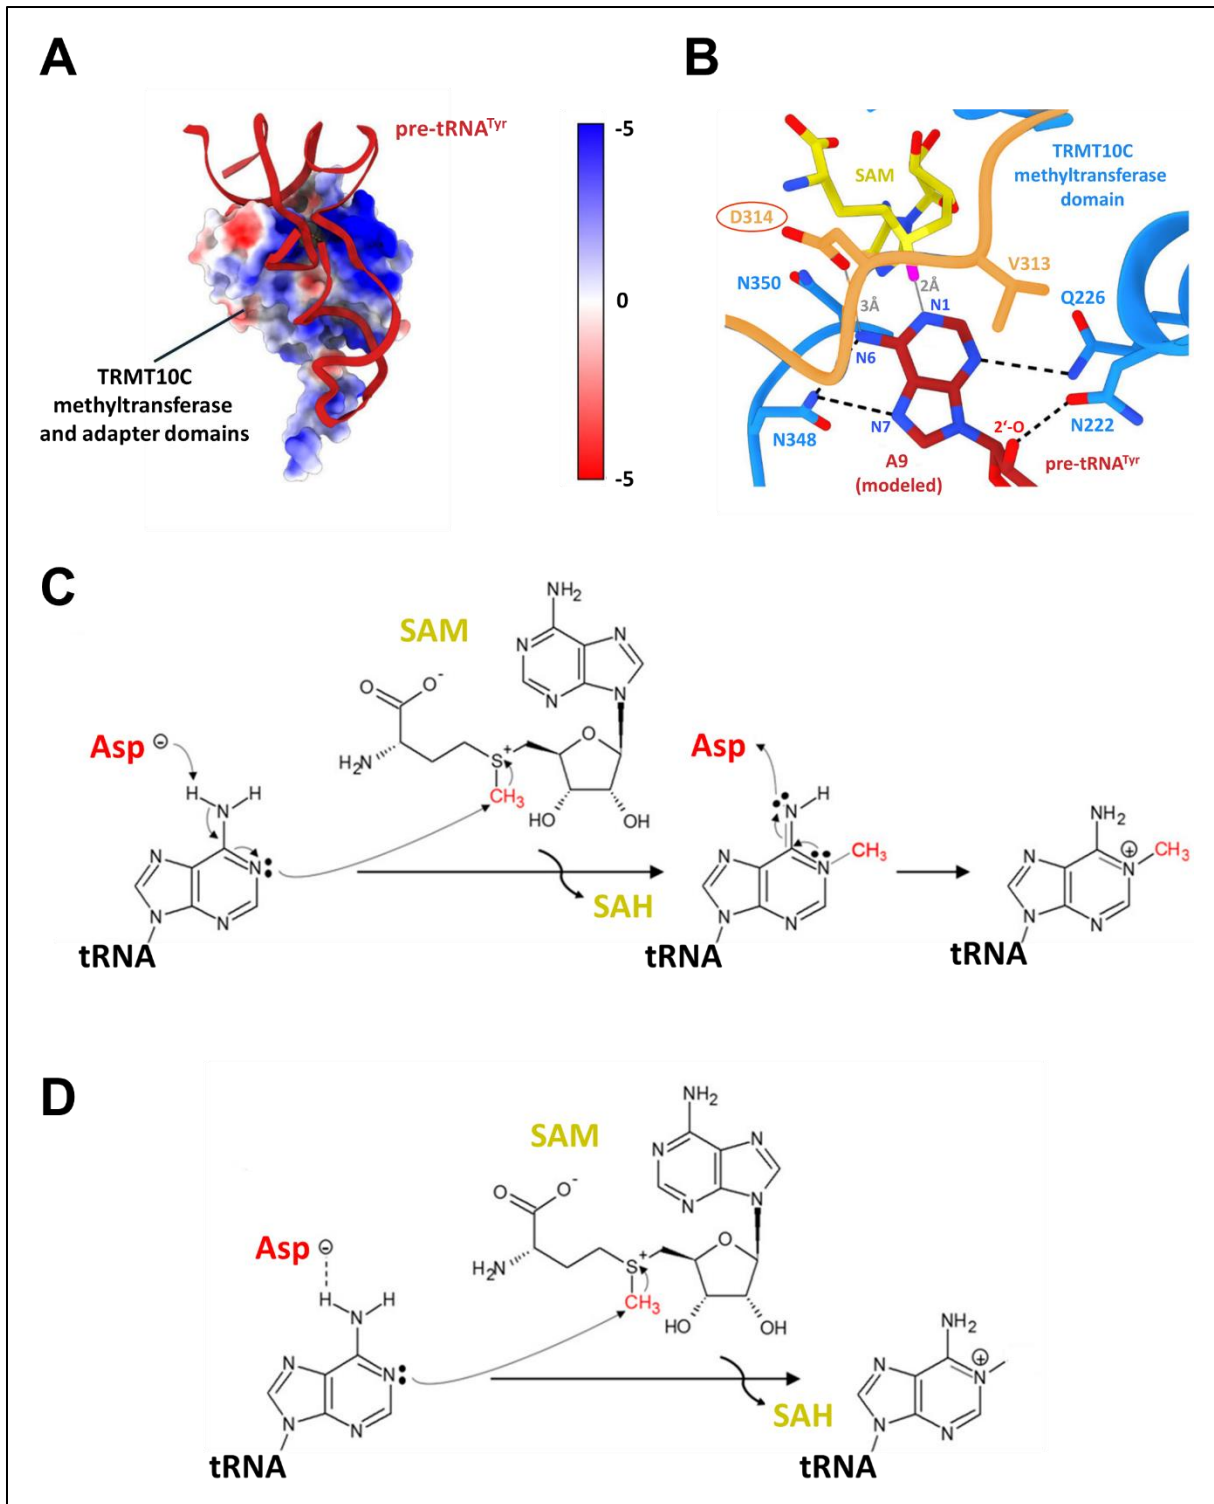 A
pre-tRNATyr
-5
0
-5
TRMT10C
methyltransferase
and adapter domains
B
SAM
TRMT10C
methyltransferase
domain
D314
V313
N350
2Å
N1
Q226
3Å
N6
N348
N7
2'-O
N222
A9
(modeled)
pre-tRNATyr
C
SAM
NH2
N
N
N
N
O
O-
H2N
S+
CH3
O
HO
OH
Asp ⊖
H
H
N
N
N
N
N
tRNA
SAH
Asp
N
H
N
N
CH3
N
N
tRNA
NH2
N
N
⊕
CH3
N
N
tRNA
D
SAM
NH2
N
N
N
N
O
O-
H2N
S+
CH3
O
HO
OH
Asp ⊖
H
H
N
N
N
N
N
tRNA
SAH
NH2
N
N
⊕
N
N
tRNA